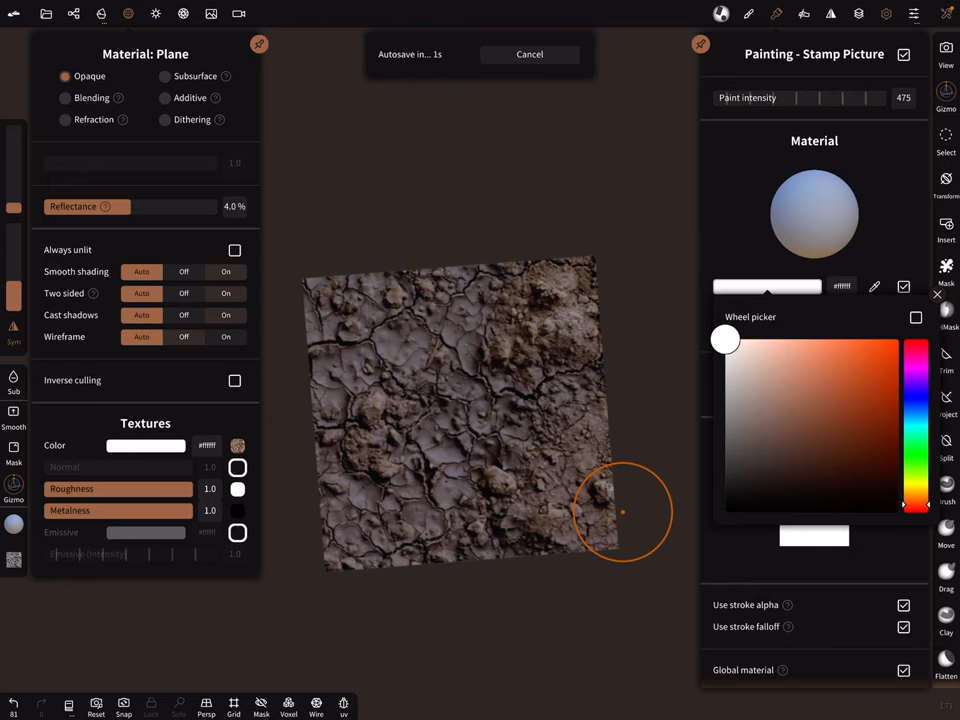 Material: Plane
Opaque
Subsurface ?
Blending ?
Additive ?
Refraction ?
Dithering ?
1.0
Reflectance ?
4.0 %
Always unlit
Smooth shading
Auto
Off
On
Two sided ?
Auto
Off
On
Cast shadows
Auto
Off
On
Wireframe
Auto
Off
On
Inverse culling
Textures
Color
#ffffff
Normal
1.0
Roughness
1.0
Metalness
1.0
Emissive
#ffffff
Emissive (intensity)
1.0
Sym
Sub
Smooth
Mask
Gizmo
Autosave in... 1s
Cancel
Painting - Stamp Picture
Paint intensity
475
Material
#ffffff
Wheel picker
Use stroke alpha ?
Use stroke falloff ?
Global material ?
View
Gizmo
Select
Transform
Insert
Mask
elMask
Trim
roject
Split
Move
Drag
Clay
Flatten
81
0
...
Reset
Snap
Lock
Solo
Persp
Grid
Mask
Voxel
Wire
uv
1.71